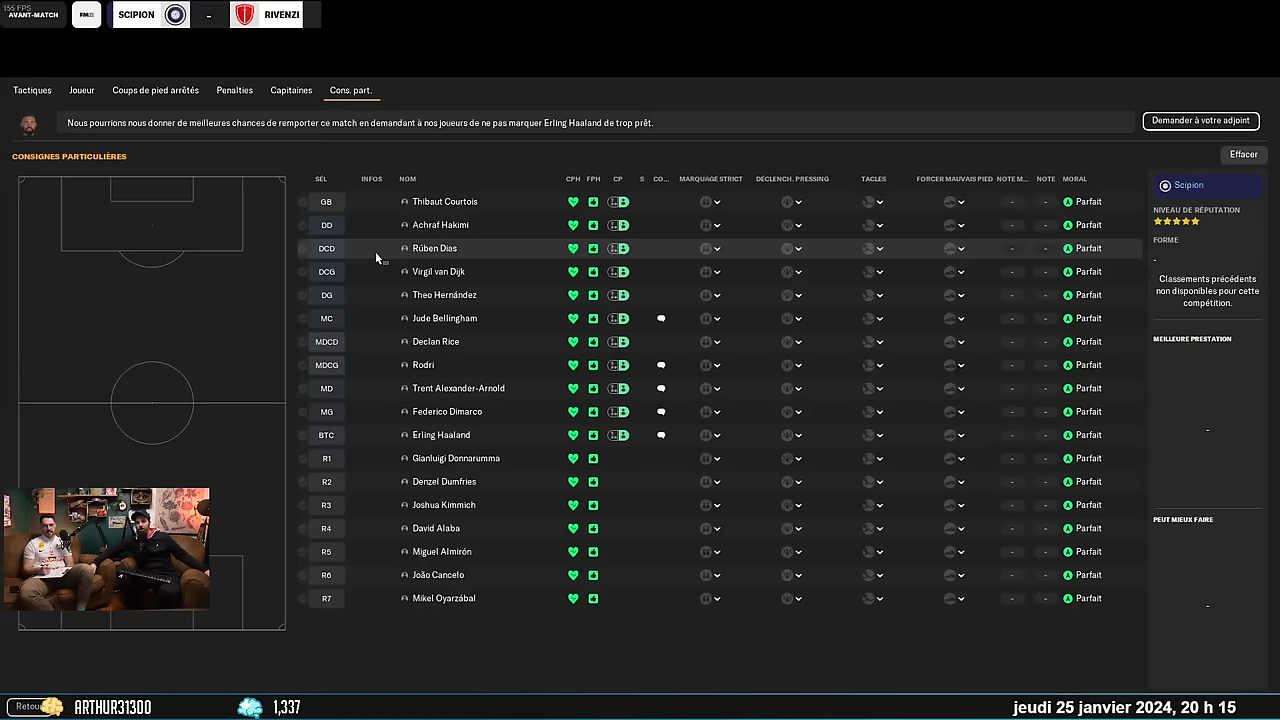 155 FPS
AVANT-MATCH
FM
SCIPION
-
RIVENZI
Tactiques
Joueur
Coups de pied arrêtés
Penalties
Capitaines
Cons. part.
Nous pourrions nous donner de meilleures chances de remporter ce match en demandant à nos joueurs de ne pas marquer Erling Haaland de trop prêt.
Demander à votre adjoint
CONSIGNES PARTICULIÈRES
Effacer
SÉL INFOS NOM CPH FPH CP S CO... MARQUAGE STRICT DÉCLENCH. PRESSING TACLES FORCER MAUVAIS PIED NOTE M... NOTE MORAL
GB Thibaut Courtois - - Parfait
DD Achraf Hakimi - - Parfait
DCD Rúben Dias - - Parfait
DCG Virgil van Dijk - - Parfait
DG Theo Hernández - - Parfait
MC Jude Bellingham - - Parfait
MDCD Declan Rice - - Parfait
MDCG Rodri - - Parfait
MD Trent Alexander-Arnold - - Parfait
MG Federico Dimarco - - Parfait
BTC Erling Haaland - - Parfait
R1 Gianluigi Donnarumma - - Parfait
R2 Denzel Dumfries - - Parfait
R3 Joshua Kimmich - - Parfait
R4 David Alaba - - Parfait
R5 Miguel Almirón - - Parfait
R6 João Cancelo - - Parfait
R7 Mikel Oyarzábal - - Parfait
Scipion
NIVEAU DE RÉPUTATION
FORME
-
Classements précédents
non disponibles pour cette
compétition.
MEILLEURE PRESTATION
-
PEUT MIEUX FAIRE
-
Retou
ARTHUR31300
1,337
jeudi 25 janvier 2024, 20 h 15